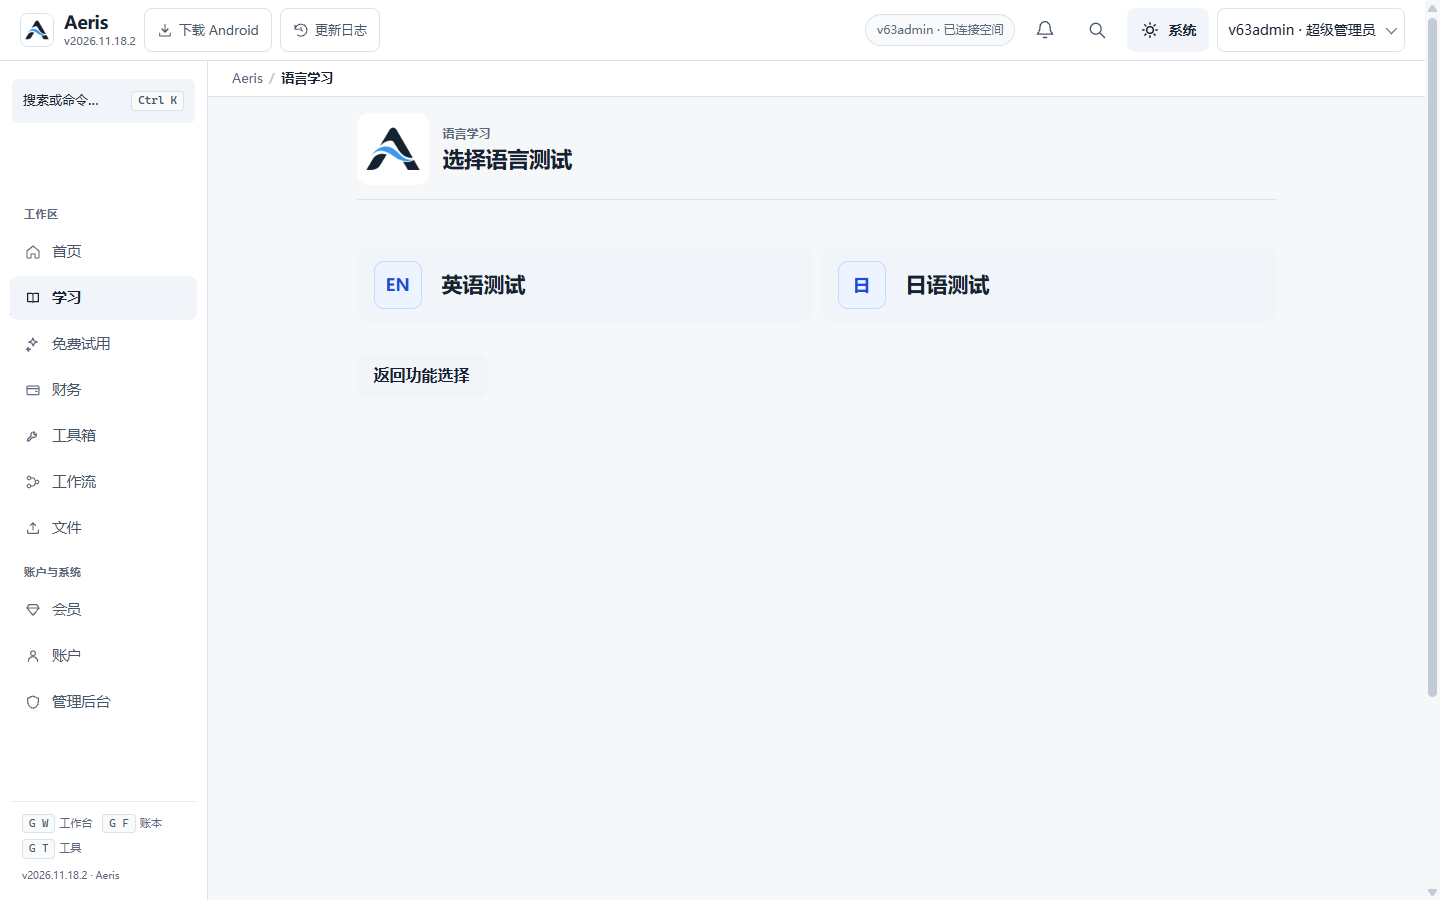 Aeris
v2026.11.18.2
下载 Android
更新日志
v63admin · 已连接空间
系统
v63admin · 超级管理员
搜索或命令...
Ctrl K
Aeris / 语言学习
语言学习
选择语言测试
EN 英语测试
日 日语测试
返回功能选择
工作区
首页
学习
免费试用
财务
工具箱
工作流
文件
账户与系统
会员
账户
管理后台
G W 工作台 G F 账本
G T 工具
v2026.11.18.2 · Aeris